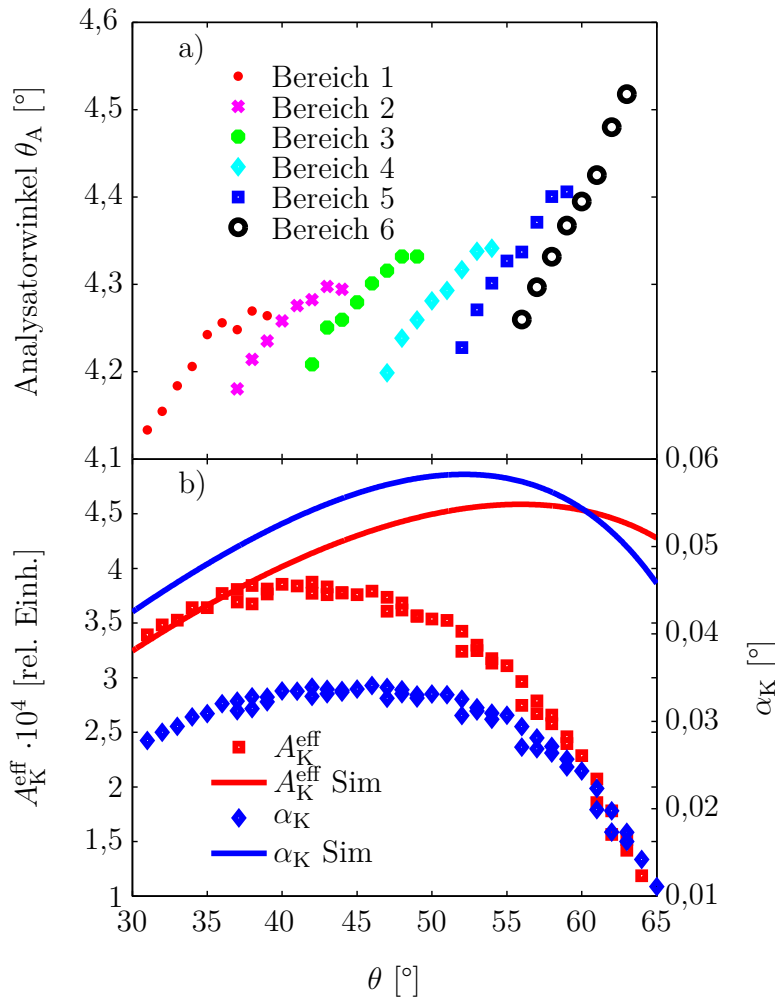 4,6
a)
Bereich 1
4,5
Bereich 2
Bereich 3
4,4
Bereich 4
Bereich 5
Bereich 6
4,3
4,2
4,1
Analysatorwinkel θ_A [°]
b)
0,06
4,5
0,05
4
3,5
0,04
3
2,5
0,03
A_K^eff
2
A_K^eff Sim
0,02
α_K
1,5
α_K Sim
1
0,01
A_K^eff ·10^4 [rel. Einh.]
α_K [°]
30 35 40 45 50 55 60 65
θ [°]